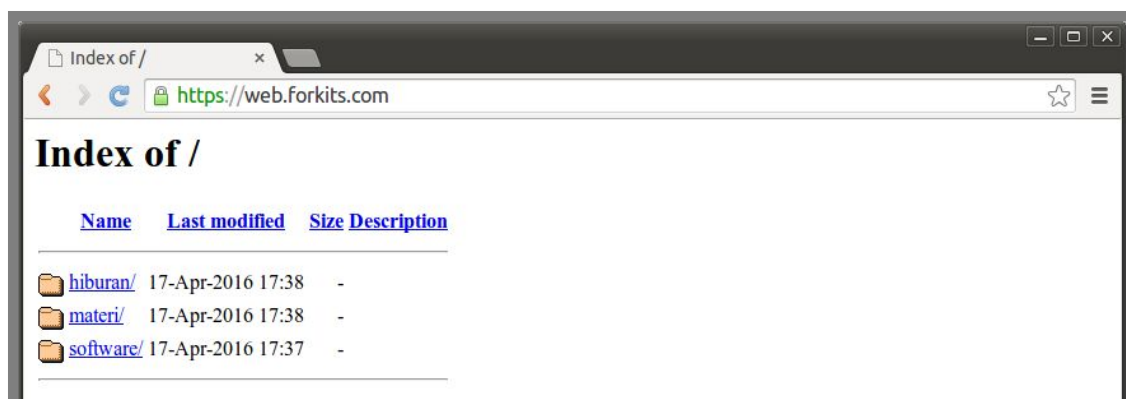 Index of /
https://web.forkits.com
Index of /
Name Last modified Size Description
hiburan/ 17-Apr-2016 17:38 -
materi/ 17-Apr-2016 17:38 -
software/ 17-Apr-2016 17:37 -